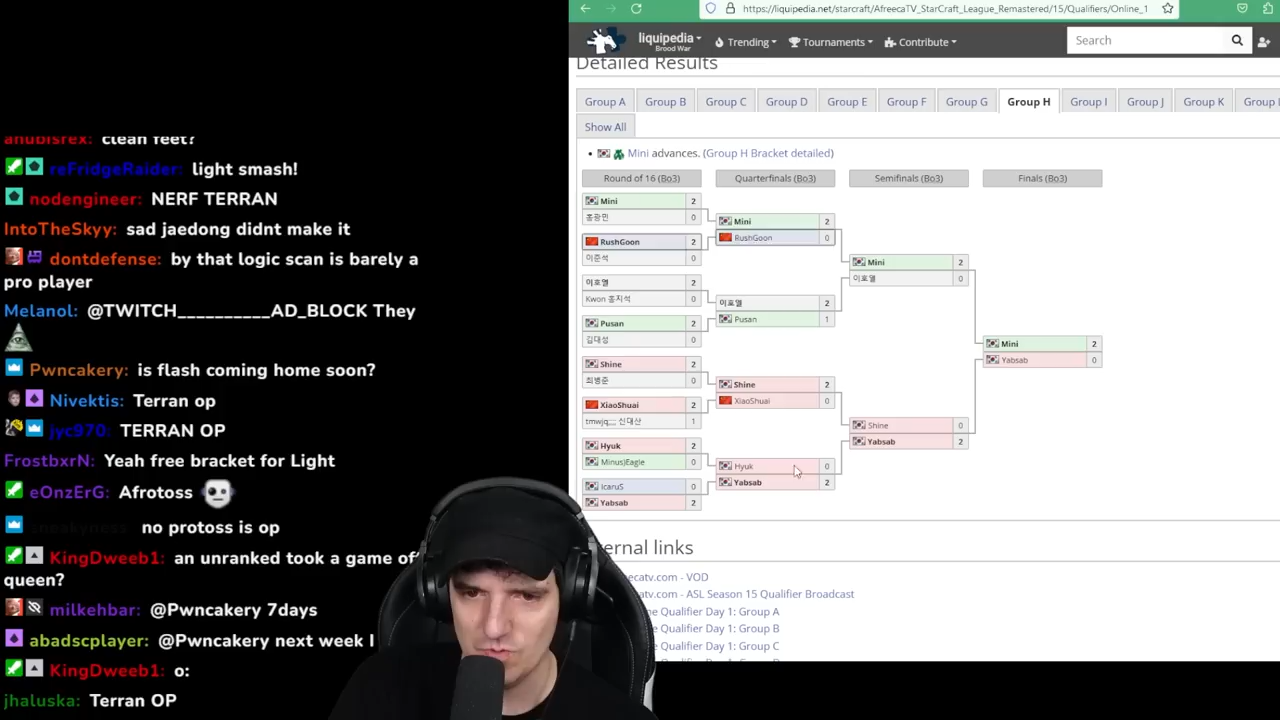 anubisrex: clean feet?
reFridgeRaider: light smash!
nodengineer: NERF TERRAN
IntoTheSkyy: sad jaedong didnt make it
dontdefense: by that logic scan is barely a
pro player
Melanol: @TWITCH__________AD_BLOCK They
Pwncakery: is flash coming home soon?
Nivektis: Terran op
jyc970: TERRAN OP
FrostbxrN: Yeah free bracket for Light
eOnzErG: Afrotoss
sneakyness: no protoss is op
KingDweeb1: an unranked took a game off
queen?
milkehbar: @Pwncakery 7days
abadscplayer: @Pwncakery next week I
KingDweeb1: o:
jhaluska: Terran OP
https://liquipedia.net/starcraft/AfreecaTV_StarCraft_League_Remastered/15/Qualifiers/Online_1
liquipedia
Brood War
Trending
Tournaments
Contribute
Search
Detailed Results
Group A
Group B
Group C
Group D
Group E
Group F
Group G
Group H
Group I
Group J
Group K
Group
Show All
Mini advances. (Group H Bracket detailed)
Round of 16 (Bo3)
Quarterfinals (Bo3)
Semifinals (Bo3)
Finals (Bo3)
Mini 2
홍광민 0
RushGoon 2
이준석 0
이호열 2
Kwon 홍지석 0
Pusan 2
김대성 0
Shine 2
최병준 0
XiaoShuai 2
tmwjq;;;; 신대산 1
Hyuk 2
Minus)Eagle 0
IcaruS 0
Yabsab 2
Mini 2
RushGoon 0
이호열 2
Pusan 1
Shine 2
XiaoShuai 0
Hyuk 0
Yabsab 2
Mini 2
이호열 0
Shine 0
Yabsab 2
Mini 2
Yabsab 0
ernal links
ecatv.com - VOD
ecatv.com - ASL Season 15 Qualifier Broadcast
ne Qualifier Day 1: Group A
ne Qualifier Day 1: Group B
ne Qualifier Day 1: Group C